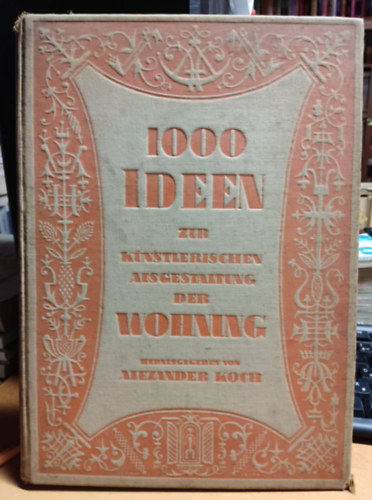 1000
IDEEN
ZUR
KÜNSTLERISCHEN
AUSGESTALTUNG
DER
WOHNUNG
HERAUSGEGEBEN VON
ALEXANDER KOCH